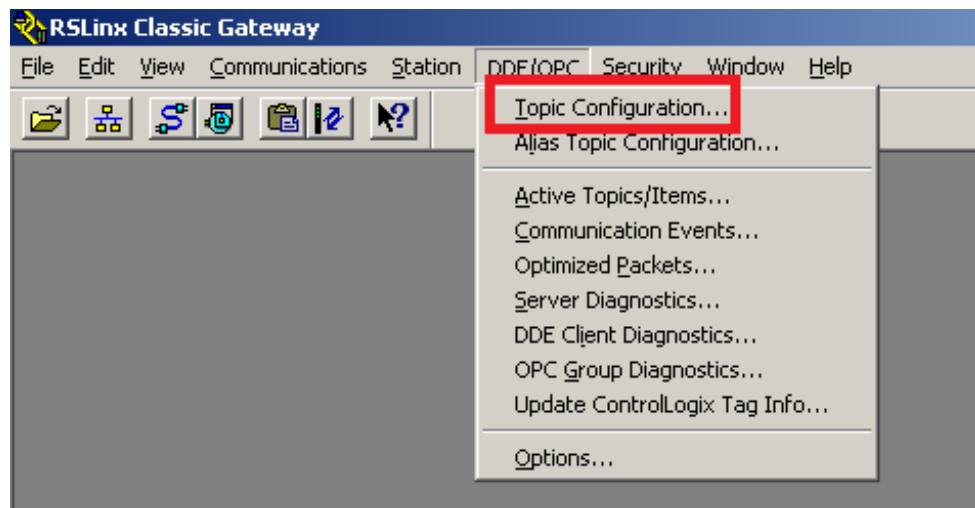 RSLinx Classic Gateway
File Edit View Communications Station DDE/OPC Security Window Help
Topic Configuration...
Alias Topic Configuration...
Active Topics/Items...
Communication Events...
Optimized Packets...
Server Diagnostics...
DDE Client Diagnostics...
OPC Group Diagnostics...
Update ControlLogix Tag Info...
Options...